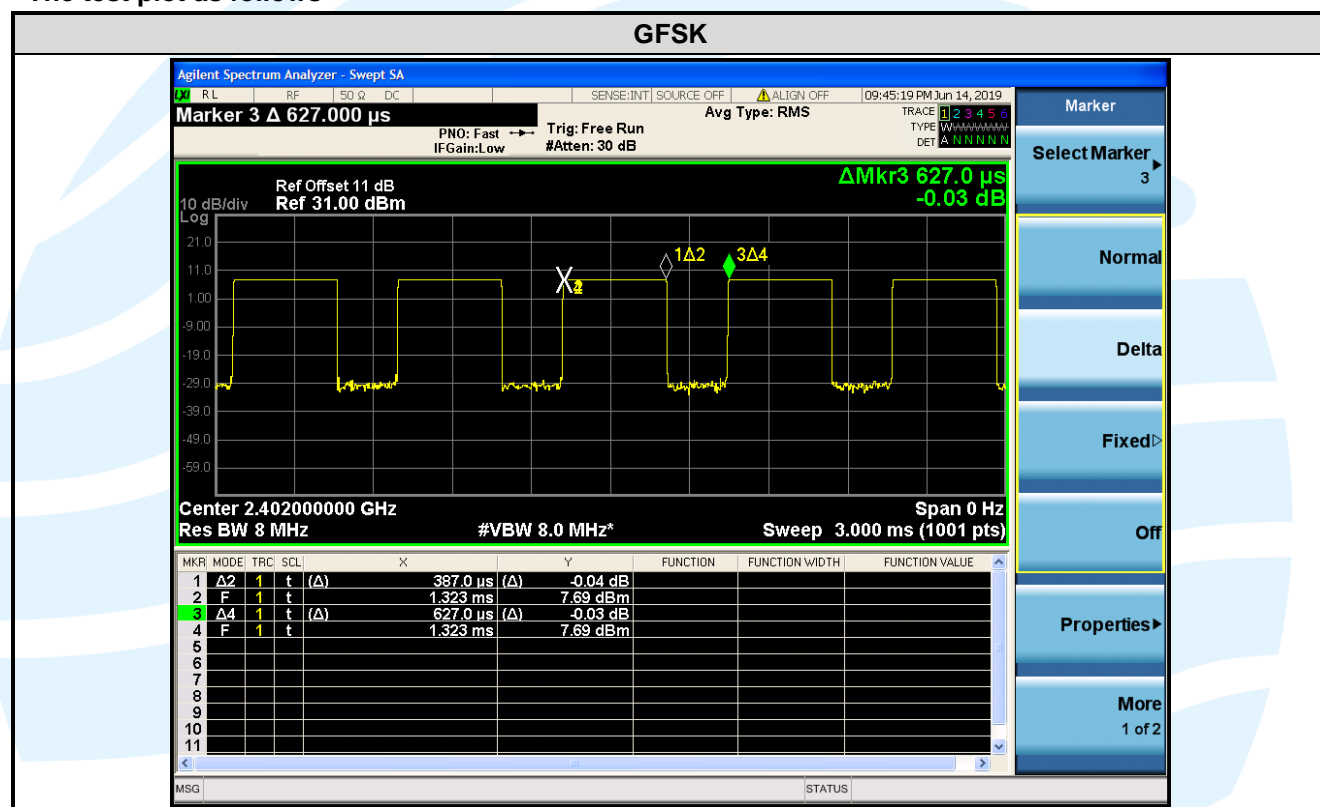 The test plot as follows
GFSK
Agilent Spectrum Analyzer - Swept SA
LXI RL RF 50 Ω DC SENSE:INT SOURCE OFF ALIGN OFF 09:45:19 PM Jun 14, 2019
Marker 3 Δ 627.000 μs
PNO: Fast
IFGain:Low
Trig: Free Run
#Atten: 30 dB
Avg Type: RMS
TRACE 1 2 3 4 5 6
TYPE WWWWWW
DET A N N N N N
Ref Offset 11 dB
10 dB/div Ref 31.00 dBm
Log
ΔMkr3 627.0 μs
-0.03 dB
21.0
11.0
1.00
-9.00
-19.0
-29.0
-39.0
-49.0
-59.0
1Δ2 3Δ4
Center 2.402000000 GHz Span 0 Hz
Res BW 8 MHz #VBW 8.0 MHz* Sweep 3.000 ms (1001 pts)
MKR MODE TRC SCL X Y FUNCTION FUNCTION WIDTH FUNCTION VALUE
1 Δ2 1 t (Δ) 387.0 μs (Δ) -0.04 dB
2 F 1 t 1.323 ms 7.69 dBm
3 Δ4 1 t (Δ) 627.0 μs (Δ) -0.03 dB
4 F 1 t 1.323 ms 7.69 dBm
5
6
7
8
9
10
11
MSG STATUS
Marker
Select Marker
3
Normal
Delta
Fixed
Off
Properties
More
1 of 2